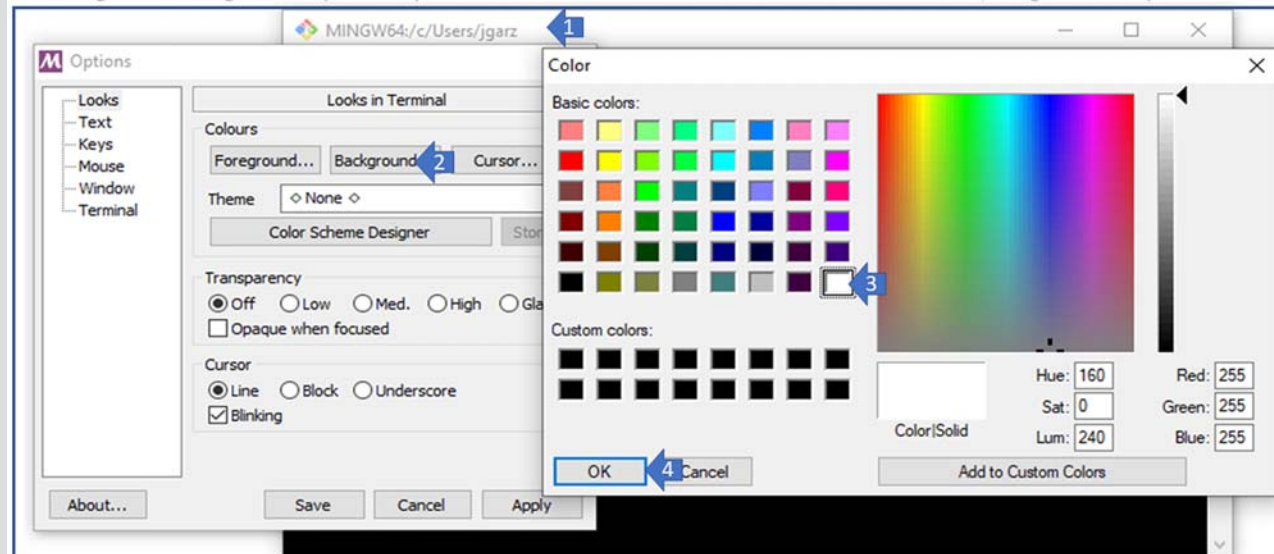 MINGW64:/c/Users/jgarz
1
Options
Looks
Text
Keys
Mouse
Window
Terminal
Looks in Terminal
Colours
Foreground...
Background
2
Cursor...
Theme
None
Color Scheme Designer
Transparency
Off
Low
Med.
High
Opaque when focused
Cursor
Line
Block
Underscore
Blinking
About...
Save
Cancel
Apply
Color
Basic colors:
3
Custom colors:
Color|Solid
Hue: 160
Sat: 0
Lum: 240
Red: 255
Green: 255
Blue: 255
OK
4
Cancel
Add to Custom Colors